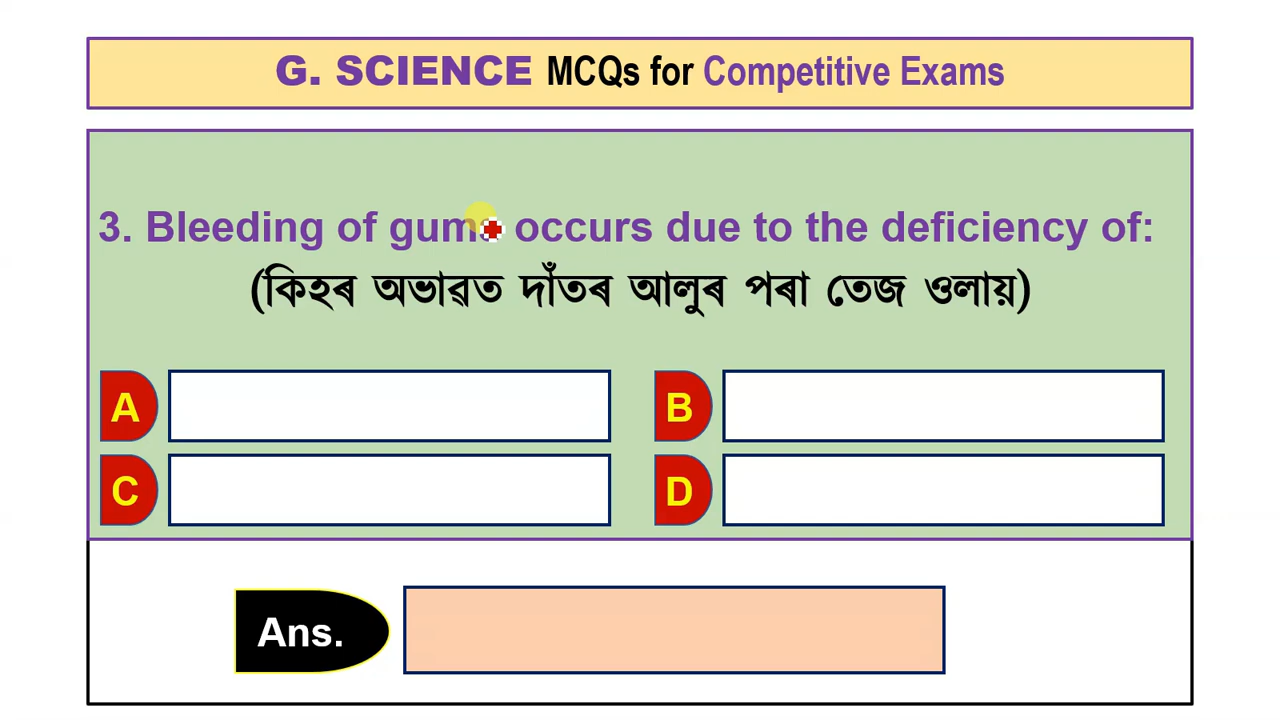 G. SCIENCE MCQs for Competitive Exams
3. Bleeding of gums occurs due to the deficiency of:
(কিহৰ অভাৱত দাঁতৰ আলুৰ পৰা তেজ ওলায়)
A
B
C
D
Ans.